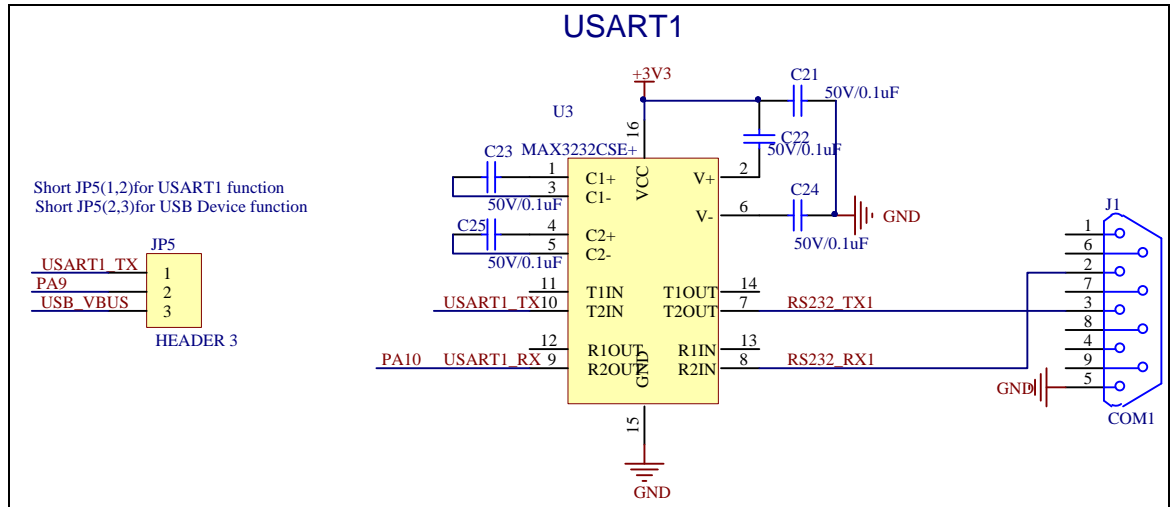 USART1
+3V3
C21
50V/0.1uF
U3
16
C22
50V/0.1uF
MAX3232CSE+
C23
1
C1+
VCC
V+
2
3
C1-
50V/0.1uF
Short JP5(1,2)for USART1 function
Short JP5(2,3)for USB Device function
V-
6
C24
GND
50V/0.1uF
C25
4
C2+
5
C2-
50V/0.1uF
JP5
USART1_TX
1
PA9
2
USB_VBUS
3
HEADER 3
11
T1IN
T1OUT
14
USART1_TX
10
T2IN
T2OUT
7
RS232_TX1
12
R1OUT
R1IN
13
PA10
USART1_RX
9
R2OUT
GND
R2IN
8
RS232_RX1
15
GND
J1
1
6
2
7
3
8
4
9
GND
5
COM1